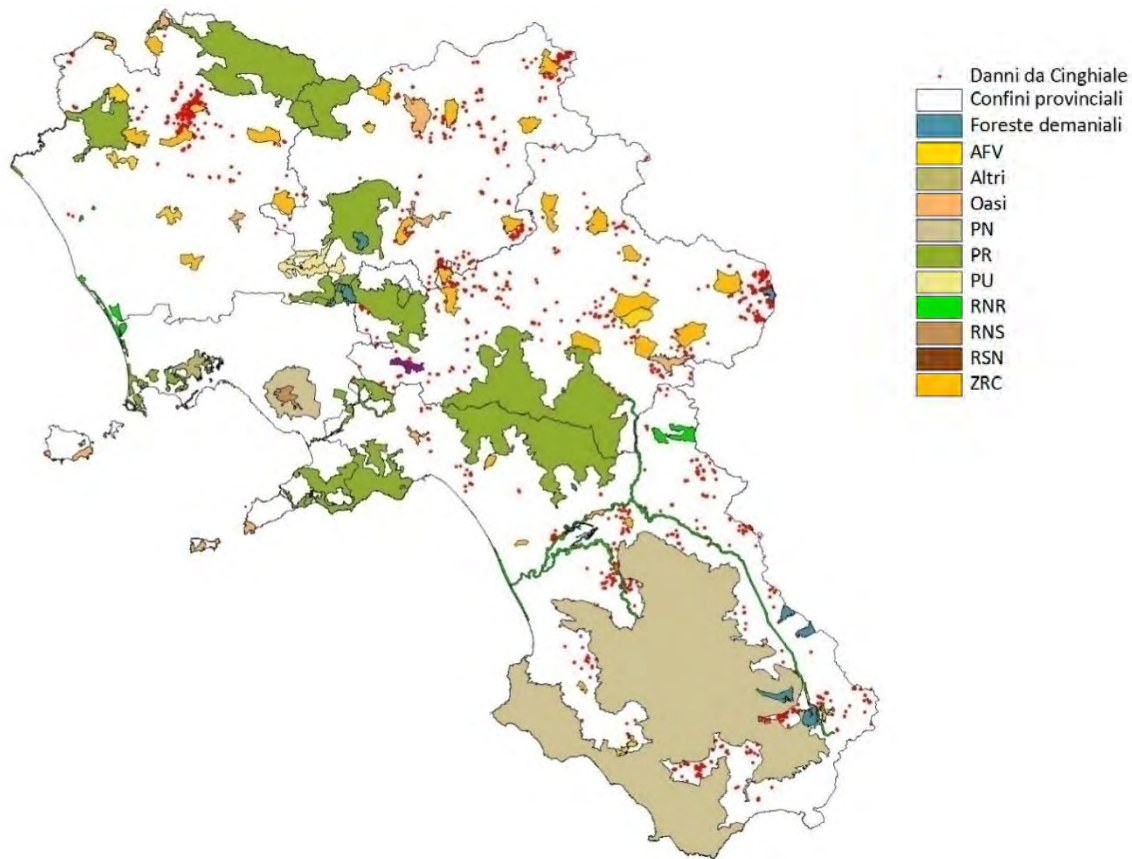 Danni da Cinghiale
Confini provinciali
Foreste demaniali
AFV
Altri
Oasi
PN
PR
PU
RNR
RNS
RSN
ZRC